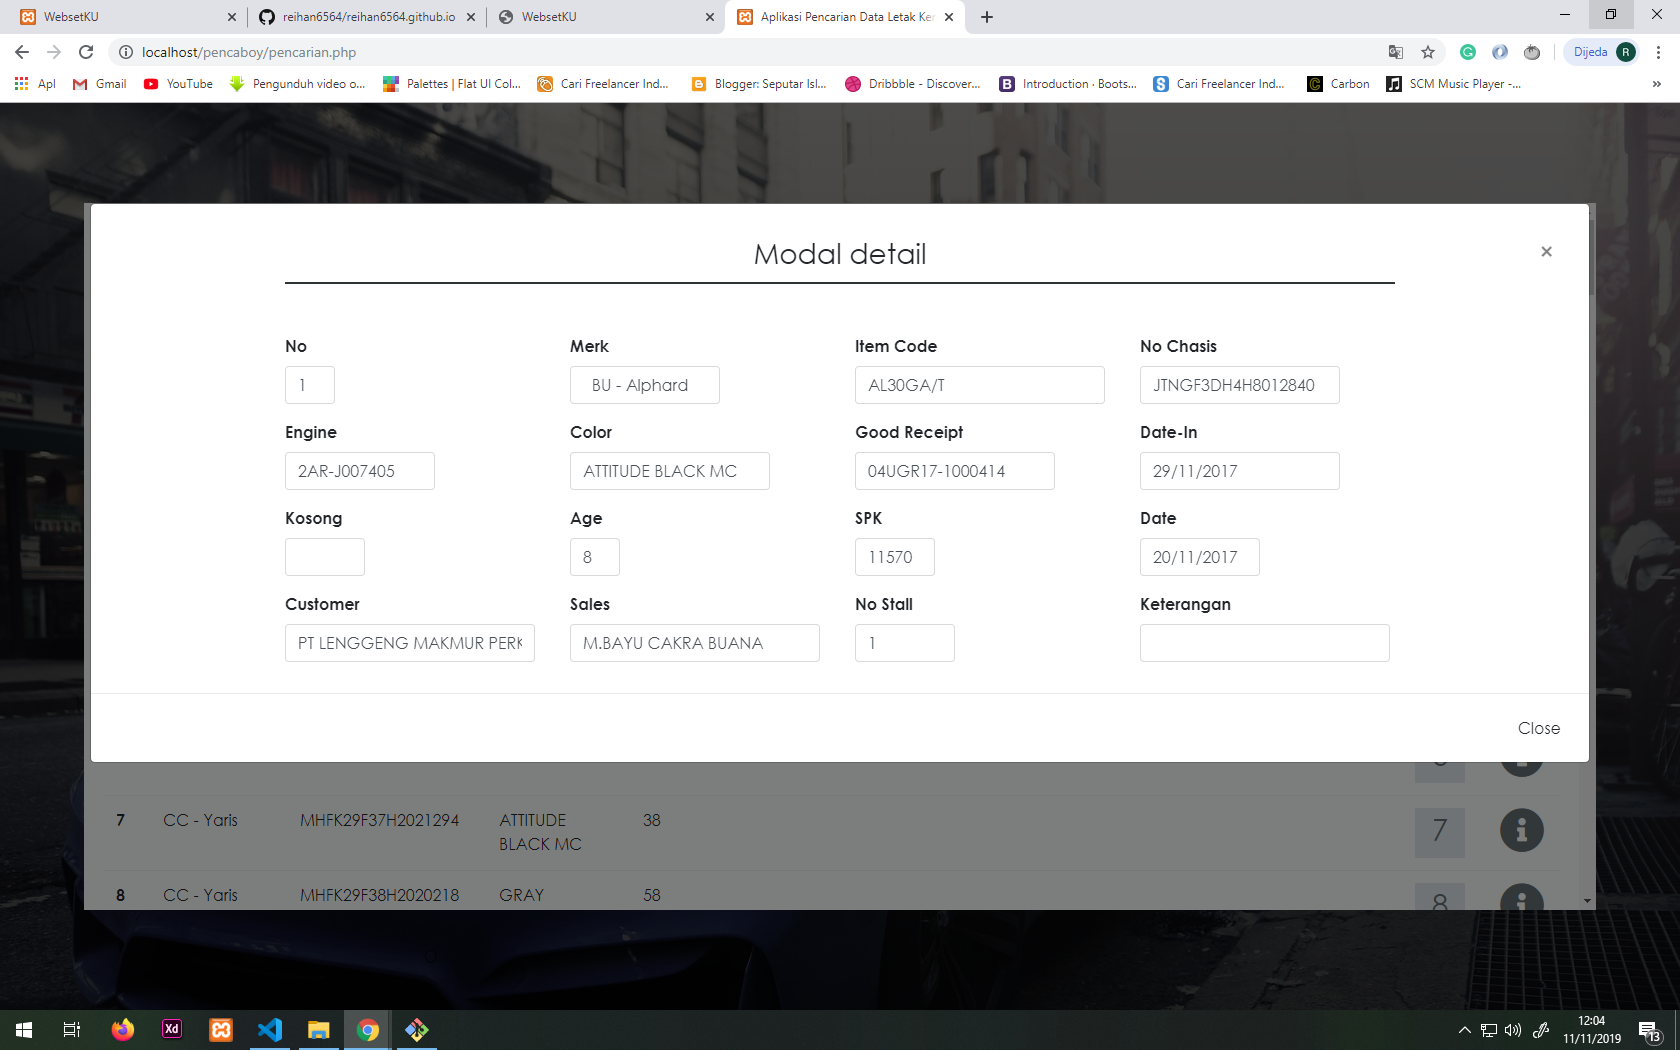 WebsetKU
reihan6564/reihan6564.github.io
WebsetKU
Aplikasi Pencarian Data Letak Ker
localhost/pencaboy/pencarian.php
Dijeda
R
Apl
Gmail
YouTube
Pengunduh video o...
Palettes | Flat UI Col...
Cari Freelancer Ind...
Blogger: Seputar Isl...
Dribbble - Discover...
B
Introduction · Boots...
Cari Freelancer Ind...
Carbon
SCM Music Player -...
»
Modal detail
×
No
Merk
Item Code
No Chasis
1
BU - Alphard
AL30GA/T
JTNGF3DH4H8012840
Engine
Color
Good Receipt
Date-In
2AR-J007405
ATTITUDE BLACK MC
04UGR17-1000414
29/11/2017
Kosong
Age
SPK
Date
8
11570
20/11/2017
Customer
Sales
No Stall
Keterangan
PT LENGGENG MAKMUR PERK
M.BAYU CAKRA BUANA
1
Close
7
CC - Yaris
MHFK29F37H2021294
ATTITUDE
BLACK MC
38
7
8
CC - Yaris
MHFK29F38H2020218
GRAY
58
8
Xd
12:04
11/11/2019
13